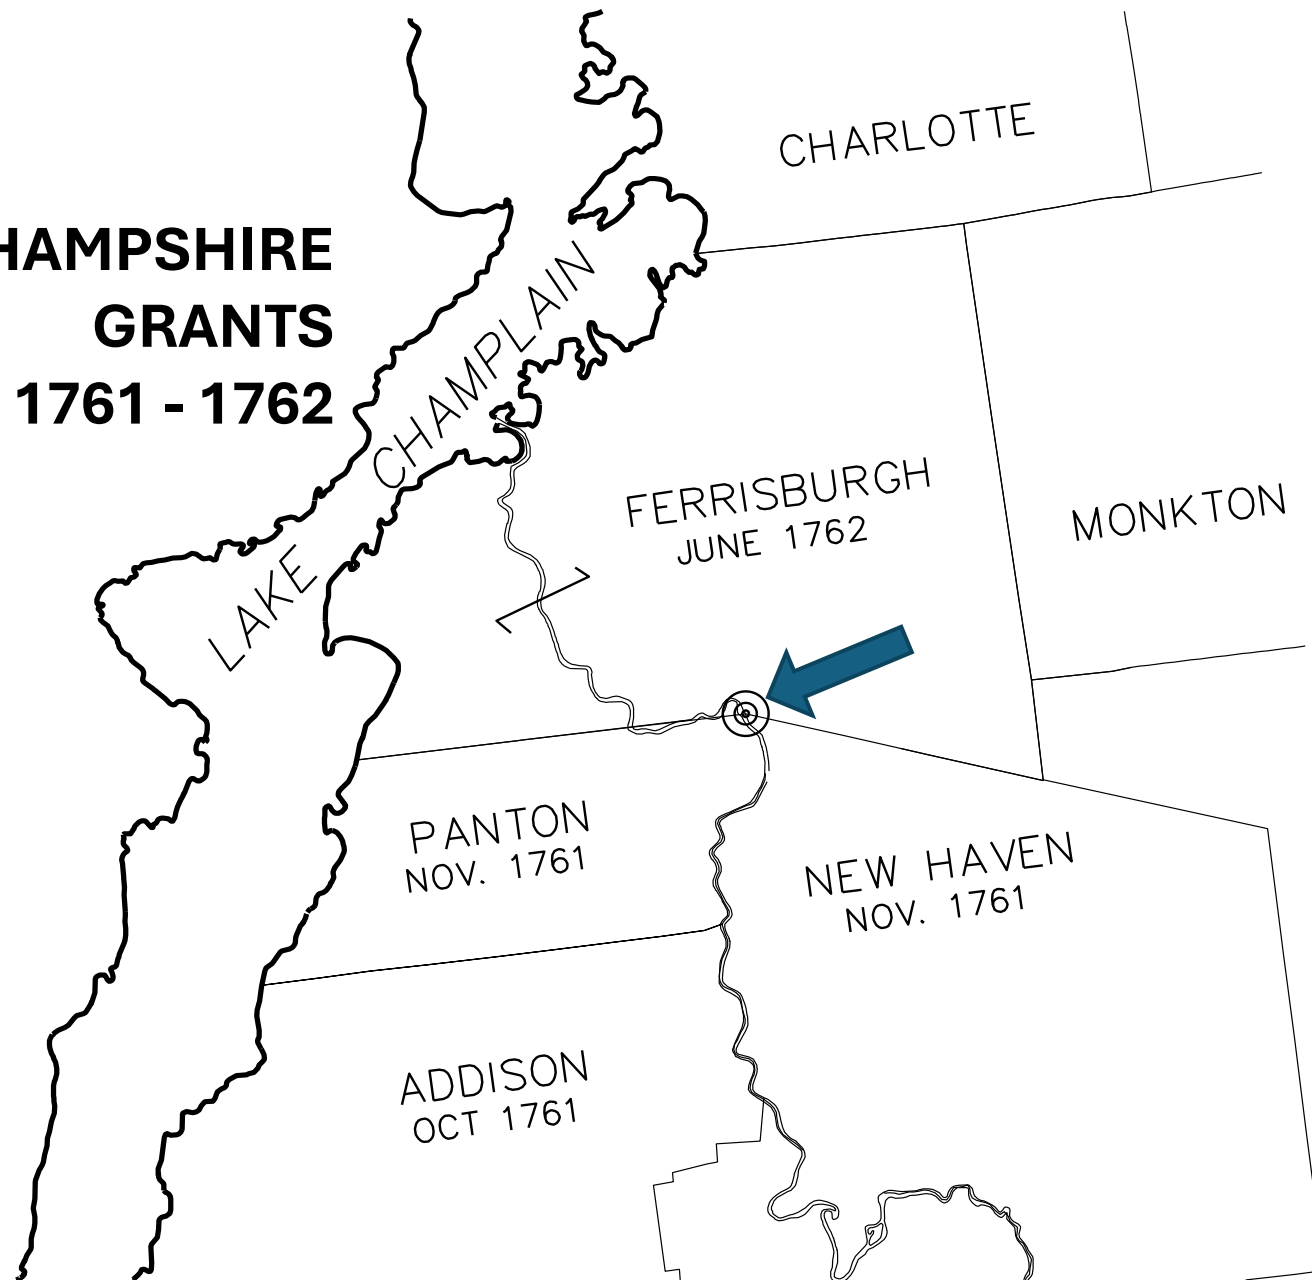 HAMPSHIRE
GRANTS
1761 - 1762
CHARLOTTE
LAKE CHAMPLAIN
FERRISBURGH
JUNE 1762
MONKTON
PANTON
NOV. 1761
NEW HAVEN
NOV. 1761
ADDISON
OCT 1761